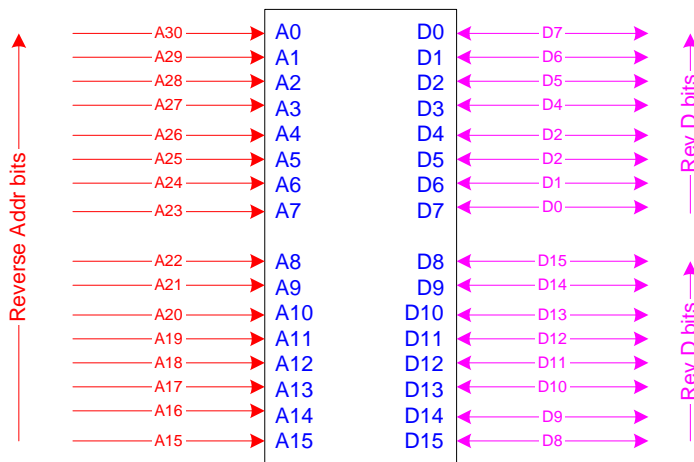 Reverse Addr bits
A30 A0 D0 D7
A29 A1 D1 D6
A28 A2 D2 D5
A27 A3 D3 D4
A26 A4 D4 D2
A25 A5 D5 D2
A24 A6 D6 D1
A23 A7 D7 D0
Rev D bits
A22 A8 D8 D15
A21 A9 D9 D14
A20 A10 D10 D13
A19 A11 D11 D12
A18 A12 D12 D11
A17 A13 D13 D10
A16 A14 D14 D9
A15 A15 D15 D8
Rev D bits